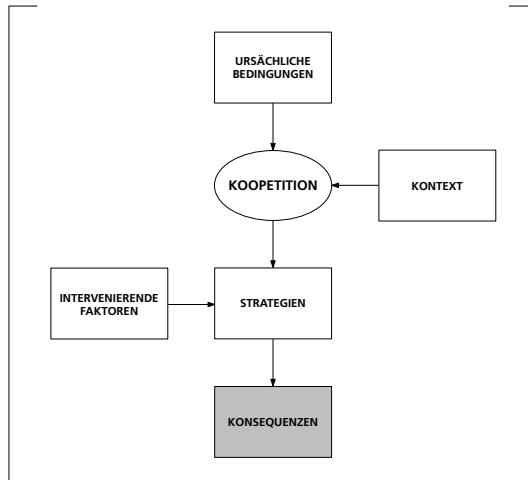 URSÄCHLICHE
BEDINGUNGEN
KOOPETITION
KONTEXT
INTERVENIERENDE
FAKTOREN
STRATEGIEN
KONSEQUENZEN